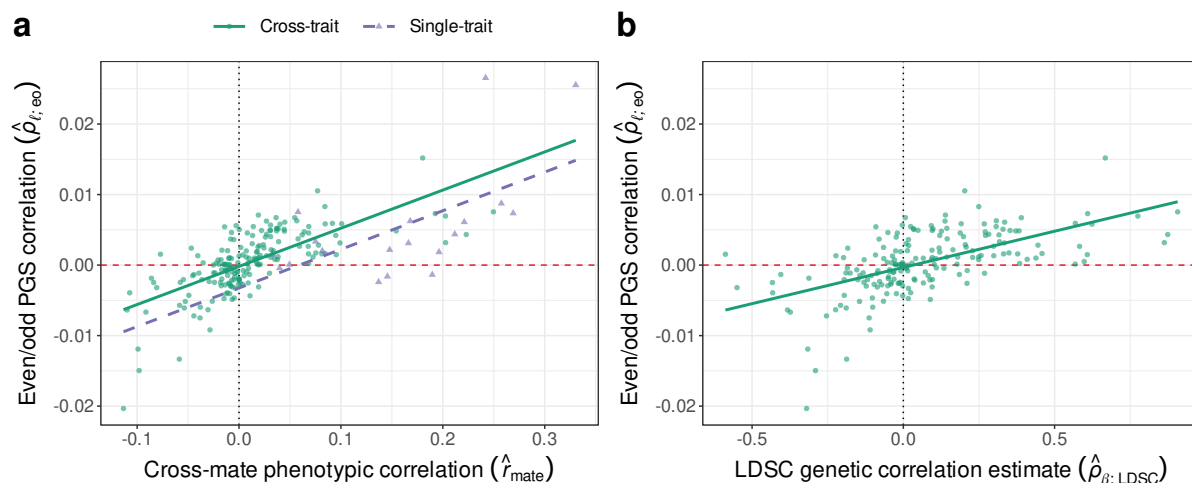 Cross-trait Single-trait
a
Even/odd PGS correlation (ρ̂ℓ; eo)
0.02
0.01
0.00
-0.01
-0.02
-0.1 0.0 0.1 0.2 0.3
Cross-mate phenotypic correlation (r̂mate)
b
Even/odd PGS correlation (ρ̂ℓ; eo)
0.02
0.01
0.00
-0.01
-0.02
-0.5 0.0 0.5
LDSC genetic correlation estimate (ρ̂β; LDSC)